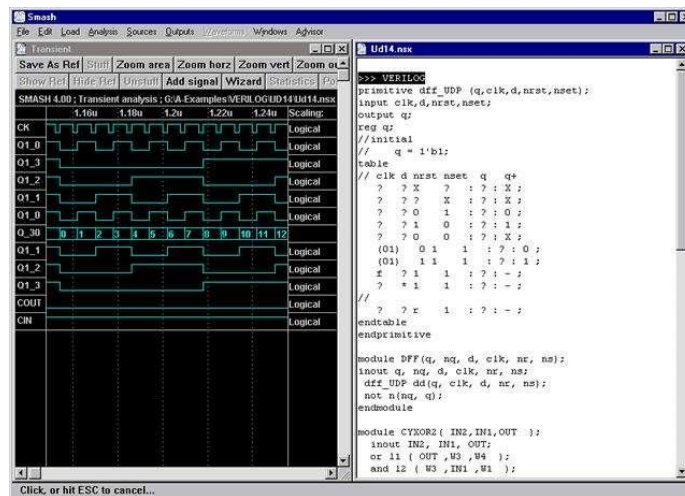 Smash
File Edit Load Analysis Sources Outputs Waveforms Windows Advisor
Transient
Save As Ref Stuff Zoom area Zoom horz Zoom vert Zoom
Show Ref Hide Ref Unstuff Add signal Wizard Statistics
SMASH 4.00 ; Transient analysis ; G:\A-Examples\VERILOG\UD14\Ud14.nsx
1.16u 1.18u 1.2u 1.22u 1.24u Scaling:
CK Logical
Q1_0 Logical
Q1_3 Logical
Q1_2 Logical
Q1_1 Logical
Q1_0 Logical
Q_30 0 1 2 3 4 5 6 7 8 9 10 11 12 Logical
Q1_1 Logical
Q1_2 Logical
Q1_3 Logical
COUT Logical
CIN Logical
Ud14.nsx
>>> VERILOG
primitive dff_UDP (q,clk,d,nrst,nset);
input clk,d,nrst,nset;
output q;
reg q;
//initial
// q = 1'b1;
table
// clk d nrst nset q q+
? ? X ? : ? : X ;
? ? ? X : ? : X ;
? ? 0 1 : ? : 0 ;
? ? 1 0 : ? : 1 ;
? ? 0 0 : ? : X ;
(01) 0 1 1 : ? : 0 ;
(01) 1 1 1 : ? : 1 ;
f ? 1 1 : ? : - ;
? * 1 1 : ? : - ;
//
? ? r 1 : ? : - ;
endtable
endprimitive
module DFF(q, nq, d, clk, nr, ns);
inout q, nq, d, clk, nr, ns;
dff_UDP dd(q, clk, d, nr, ns);
not n(nq, q);
endmodule
module CYXOR2( IN2,IN1,OUT );
inout IN2, IN1, OUT;
or l1 ( OUT ,W3 ,W4 );
and l2 ( W3 ,IN1 ,W1 );
Click, or hit ESC to cancel...